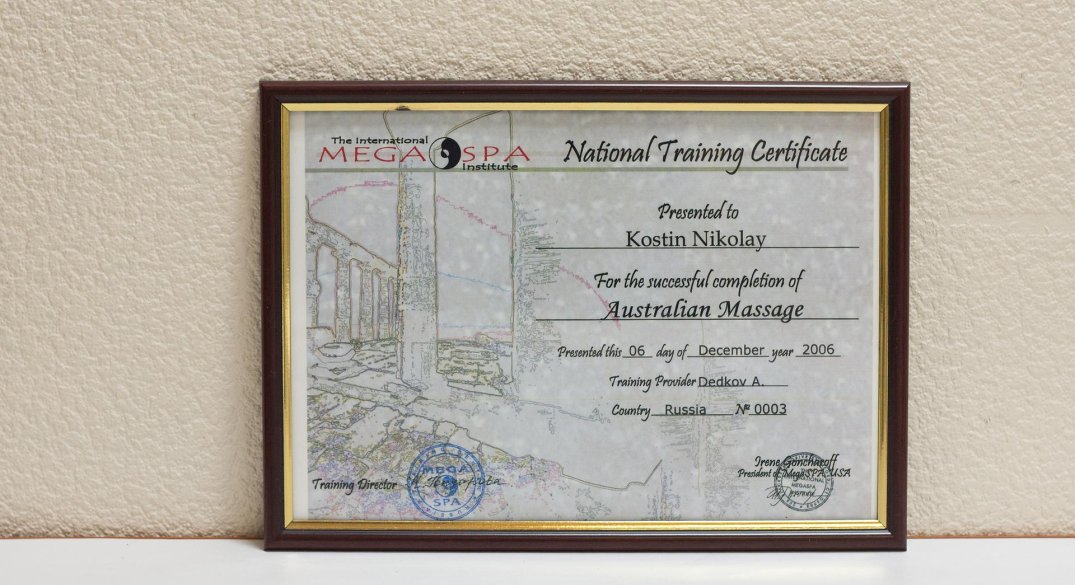 The International
MEGA SPA
Institute
National Training Certificate
Presented to
Kostin Nikolay
For the successful completion of
Australian Massage
Presented this 06 day of December year 2006
Training Provider Dedkov A.
Country Russia № 0003
Training Director
MEGA
SPA
Irene Goncharoff
President of MegaSPA, USA
MEGASPA